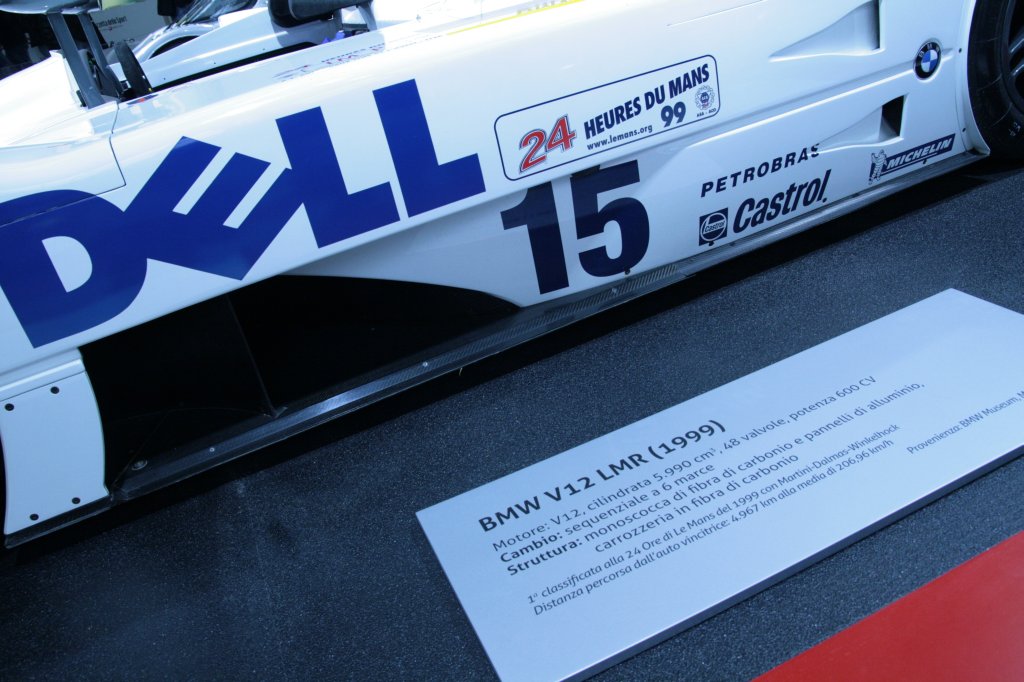 DELL
24 HEURES DU MANS
www.lemans.org 99
15
PETROBRAS
Castrol
Castrol
MICHELIN
BMW
BMW V12 LMR (1999)
Motore: V12, cilindrata 5.990 cm³, 48 valvole, potenza 600 CV
Cambio: sequenziale a 6 marce
Struttura: monoscocca di fibra di carbonio e pannelli di alluminio,
carrozzeria in fibra di carbonio
1ª classificata alla 24 Ore di Le Mans del 1999 con Martini-Dalmas-Winkelhock
Distanza percorsa dall'auto vincitrice: 4.967 km alla media di 206,96 km/h
Provenienza: BMW Museum,